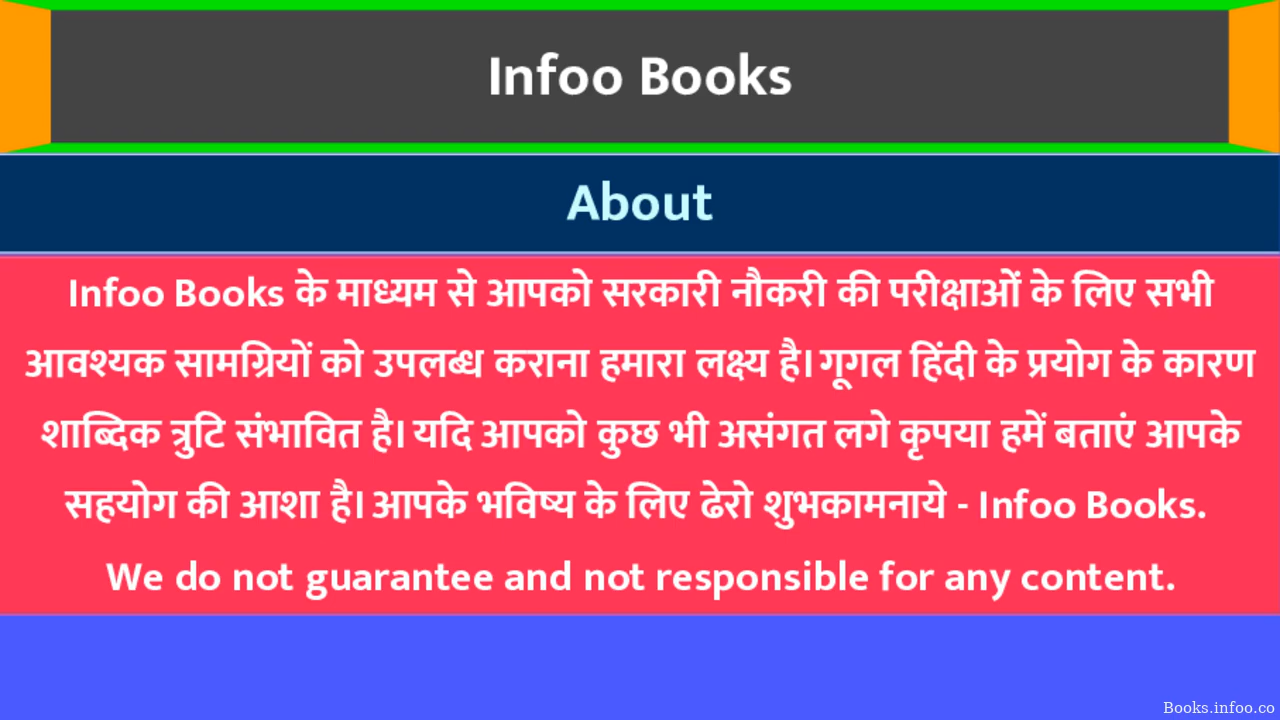 Infoo Books
About
Infoo Books के माध्यम से आपको सरकारी नौकरी की परीक्षाओं के लिए सभी
आवश्यक सामग्रियों को उपलब्ध कराना हमारा लक्ष्य है। गूगल हिंदी के प्रयोग के कारण
शाब्दिक त्रुटि संभावित है। यदि आपको कुछ भी असंगत लगे कृपया हमें बताएं आपके
सहयोग की आशा है। आपके भविष्य के लिए ढेरो शुभकामनाये - Infoo Books.
We do not guarantee and not responsible for any content.
Books.infoo.co